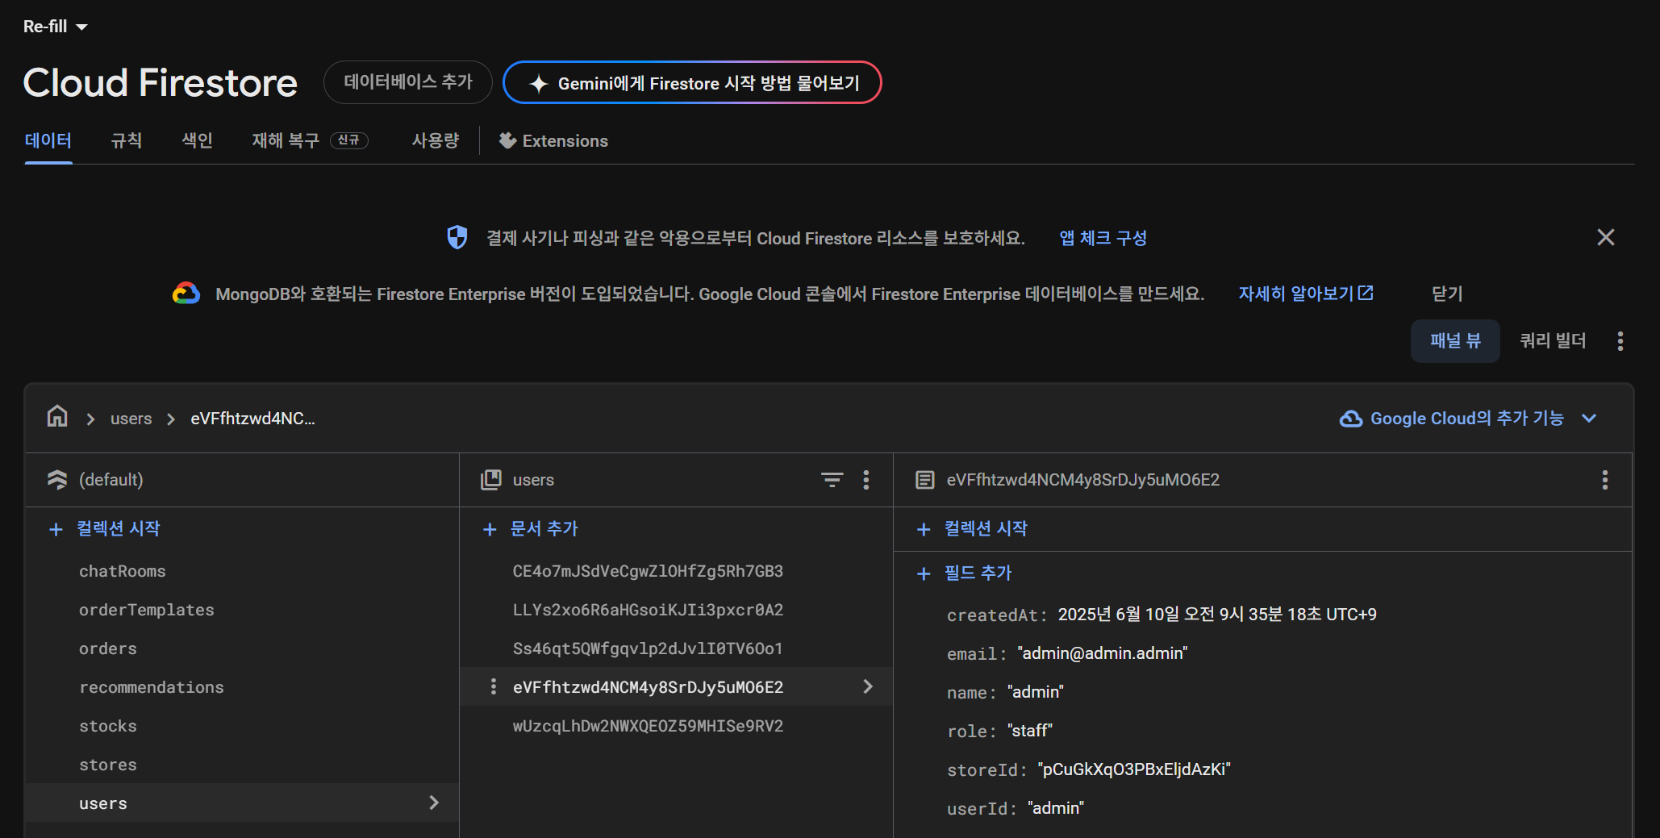 Re-fill
Cloud Firestore
데이터베이스 추가
Gemini에게 Firestore 시작 방법 물어보기
데이터
규칙
색인
재해 복구 신규
사용량
Extensions
결제 사기나 피싱과 같은 악용으로부터 Cloud Firestore 리소스를 보호하세요. 앱 체크 구성
MongoDB와 호환되는 Firestore Enterprise 버전이 도입되었습니다. Google Cloud 콘솔에서 Firestore Enterprise 데이터베이스를 만드세요. 자세히 알아보기 닫기
패널 뷰
쿼리 빌더
users
eVFfhtzwd4NC...
Google Cloud의 추가 기능
(default)
+ 컬렉션 시작
chatRooms
orderTemplates
orders
recommendations
stocks
stores
users
users
+ 문서 추가
CE4o7mJSdVeCgwZlOHfZg5Rh7GB3
LLYs2xo6R6aHGsoiKJIi3pxcr0A2
Ss46qt5QWfgqvlp2dJvlI0TV6Oo1
eVFfhtzwd4NCM4y8SrDJy5uMO6E2
wUzcqLhDw2NWXQEOZ59MHISe9RV2
eVFfhtzwd4NCM4y8SrDJy5uMO6E2
+ 컬렉션 시작
+ 필드 추가
createdAt: 2025년 6월 10일 오전 9시 35분 18초 UTC+9
email: "admin@admin.admin"
name: "admin"
role: "staff"
storeId: "pCuGkXqO3PBxEljdAzKi"
userId: "admin"